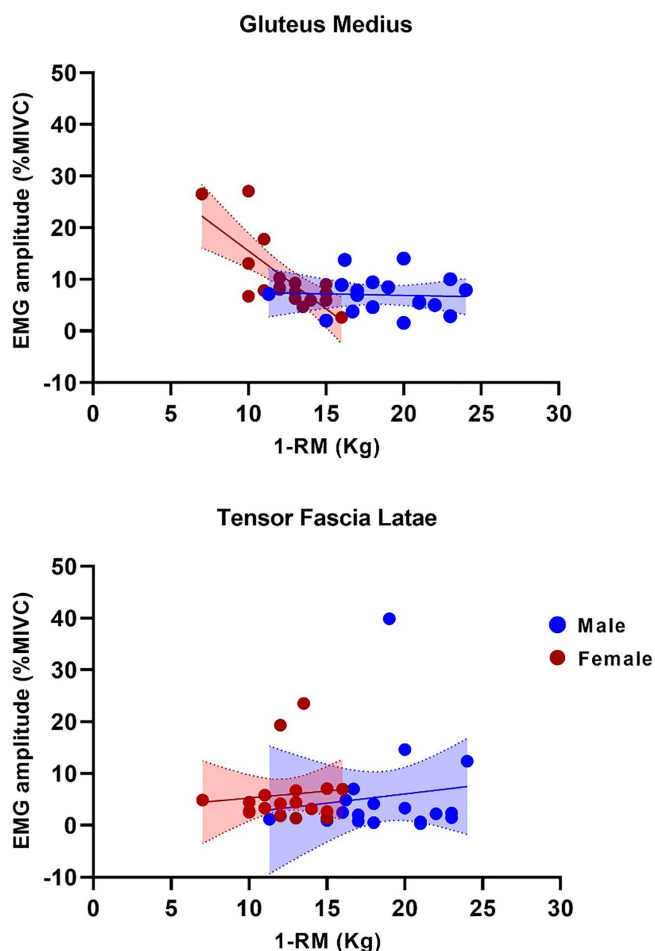 Gluteus Medius
EMG amplitude (%MIVC)
50
40
30
20
10
0
-10
0 5 10 15 20 25 30
1-RM (Kg)
Tensor Fascia Latae
EMG amplitude (%MIVC)
50
40
30
20
10
0
-10
0 5 10 15 20 25 30
1-RM (Kg)
Male
Female